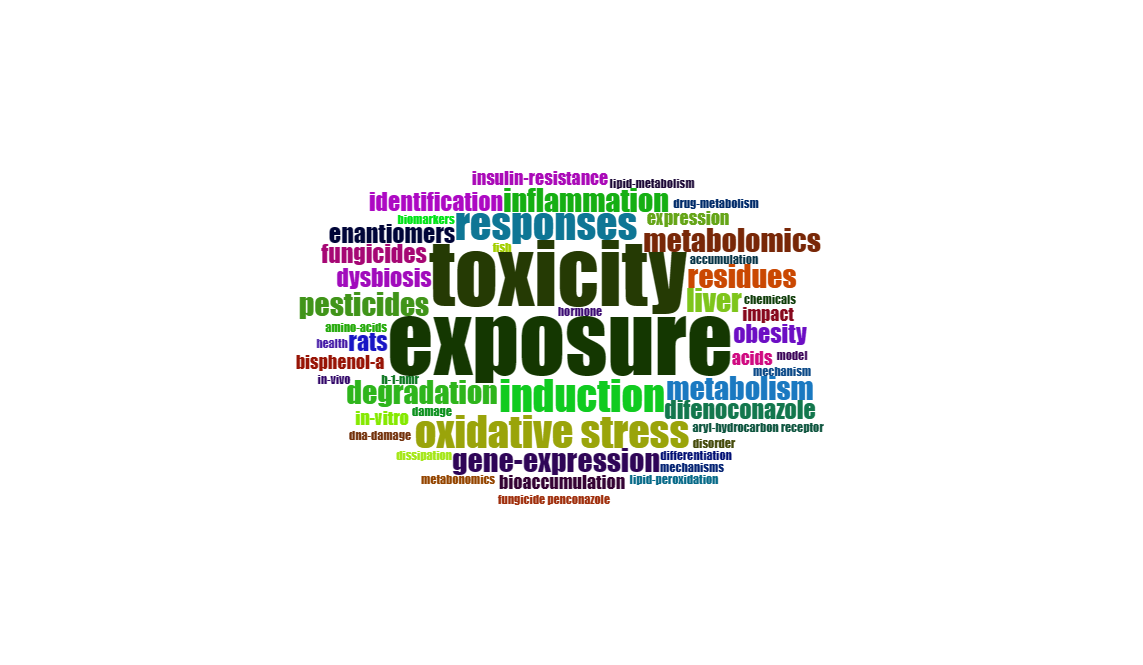 insulin-resistance
lipid-metabolism
identification
inflammation
drug-metabolism
biomarkers
responses
expression
enantiomers
metabolomics
fungicides
fish
toxicity
accumulation
dysbiosis
residues
pesticides
liver
chemicals
hormone
impact
amino-acids
exposure
obesity
health
rats
bisphenol-a
acids
model
mechanism
in-vivo
h-1-nmr
degradation
induction
metabolism
damage
difenoconazole
in-vitro
aryl-hydrocarbon receptor
dna-damage
oxidative stress
disorder
dissipation
gene-expression
differentiation
mechanisms
metabonomics
bioaccumulation
lipid-peroxidation
fungicide penconazole